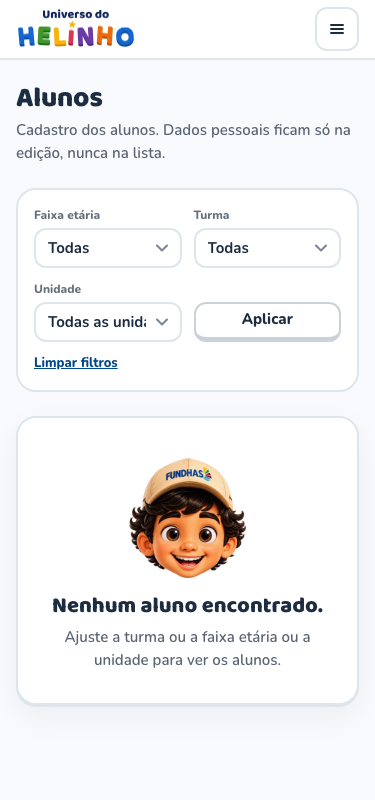 Universo do
HELINHO
Alunos
Cadastro dos alunos. Dados pessoais ficam só na
edição, nunca na lista.
Faixa etária
Turma
Todas
Todas
Unidade
Todas as unida
Aplicar
Limpar filtros
FUNDHAS
Nenhum aluno encontrado.
Ajuste a turma ou a faixa etária ou a
unidade para ver os alunos.